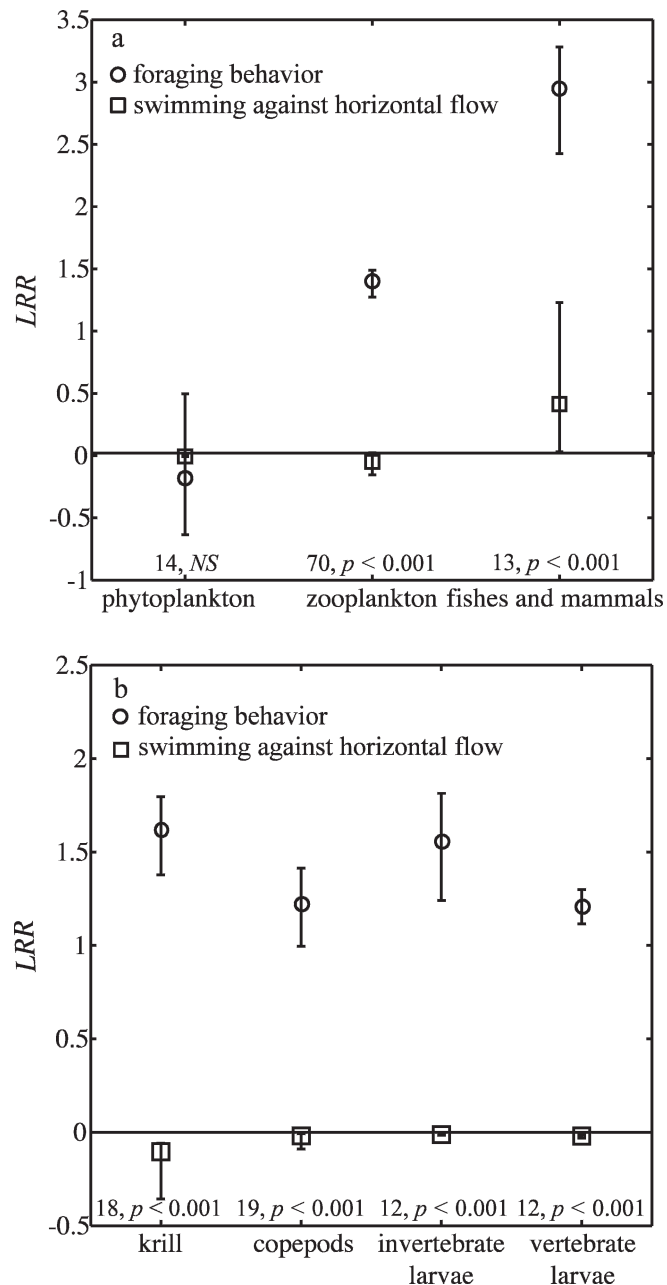 3.5
a
foraging behavior
swimming against horizontal flow
3
2.5
2
1.5
1
0.5
0
-0.5
-1
LRR
14, NS
70, p < 0.001
13, p < 0.001
phytoplankton
zooplankton
fishes and mammals
2.5
b
foraging behavior
swimming against horizontal flow
2
1.5
1
0.5
0
-0.5
LRR
18, p < 0.001
19, p < 0.001
12, p < 0.001
12, p < 0.001
krill
copepods
invertebrate
larvae
vertebrate
larvae